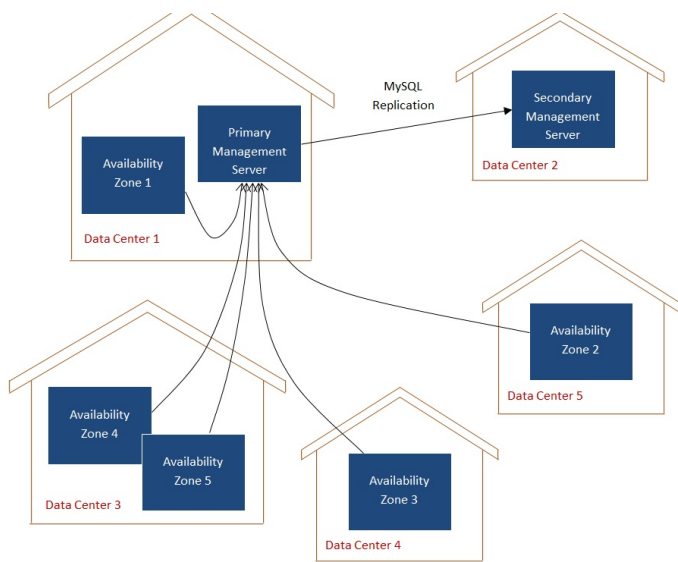 MySQL
Replication
Primary
Management
Server
Availability
Zone 1
Data Center 1
Secondary
Management
Server
Data Center 2
Availability
Zone 2
Data Center 5
Availability
Zone 4
Availability
Zone 5
Data Center 3
Availability
Zone 3
Data Center 4